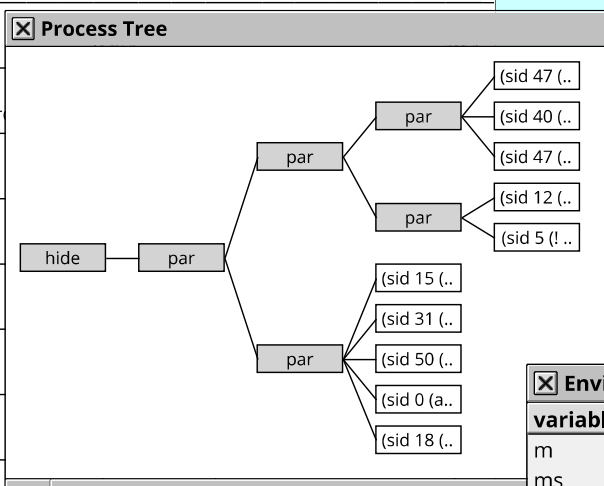 Process Tree
(sid 47 (..
par
(sid 40 (..
par
(sid 47 (..
(sid 12 (..
par
(sid 5 (! ..
hide
par
(sid 15 (..
(sid 31 (..
par
(sid 50 (..
(sid 0 (a..
(sid 18 (..
Envi
variabl
m
ms